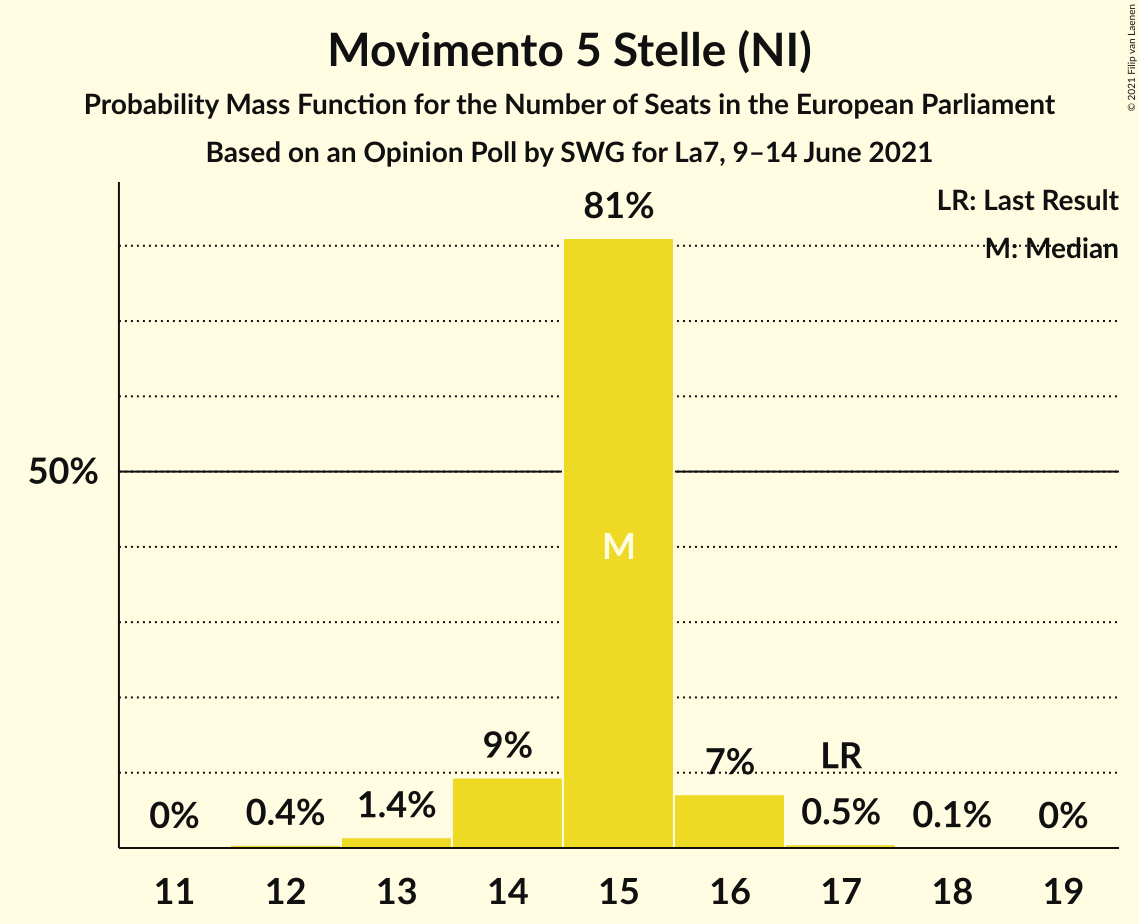 Movimento 5 Stelle (NI)
Probability Mass Function for the Number of Seats in the European Parliament
Based on an Opinion Poll by SWG for La7, 9–14 June 2021
© 2021 Filip van Laenen
LR: Last Result
M: Median
81%
50%
M
9%
7%
LR
0%
0.4%
1.4%
0.5%
0.1%
0%
11 12 13 14 15 16 17 18 19